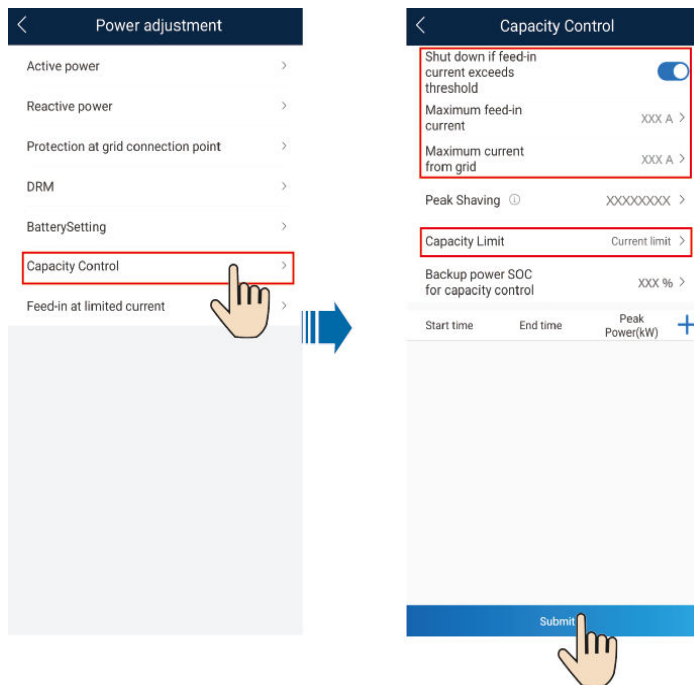 Power adjustment
Active power
Reactive power
Protection at grid connection point
DRM
BatterySetting
Capacity Control
Feed-in at limited current
Capacity Control
Shut down if feed-in
current exceeds
threshold
Maximum feed-in
current
XXX A
Maximum current
from grid
XXX A
Peak Shaving
XXXXXXXX
Capacity Limit
Current limit
Backup power SOC
for capacity control
XXX %
Start time
End time
Peak
Power(kW)
Submit